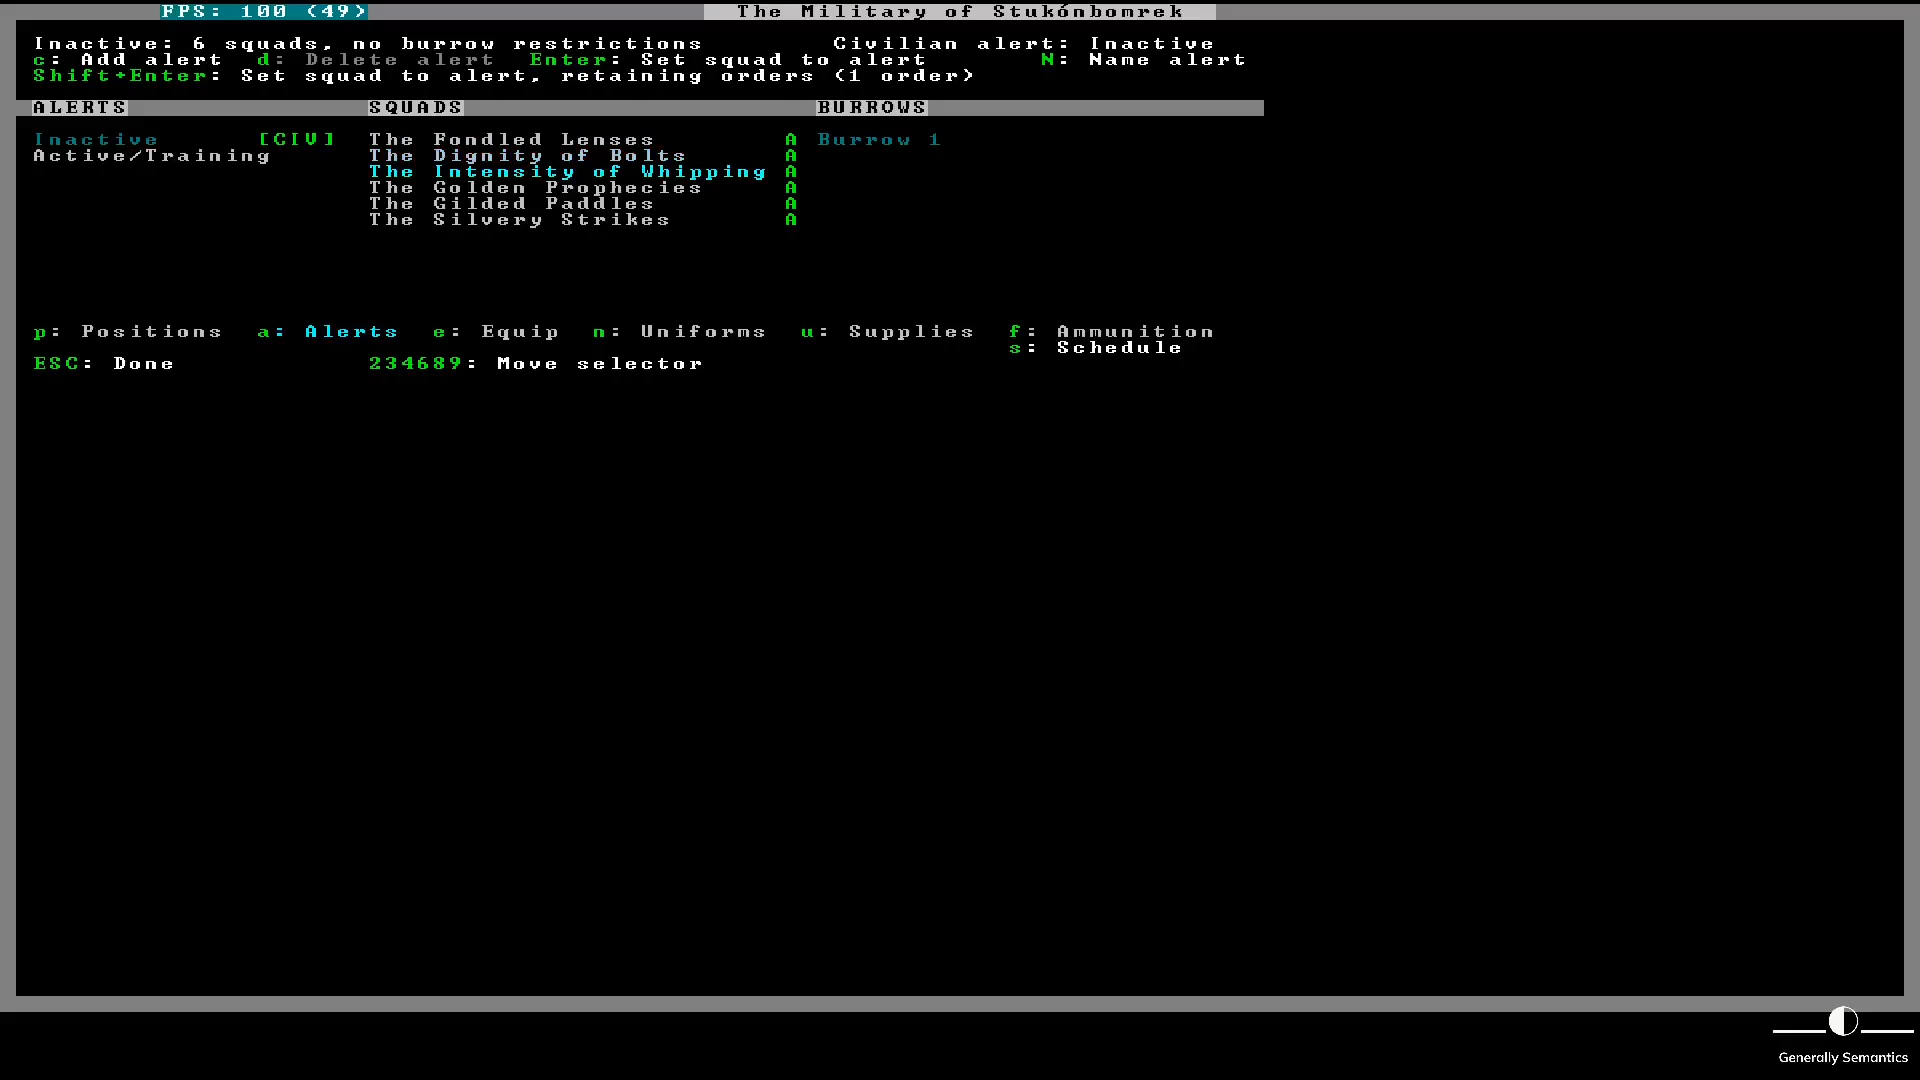 FPS: 100 (49) The Military of Stukónbomrek
Inactive: 6 squads, no burrow restrictions Civilian alert: Inactive
c: Add alert d: Delete alert Enter: Set squad to alert N: Name alert
Shift+Enter: Set squad to alert, retaining orders (1 order)
ALERTS SQUADS BURROWS
Inactive [CIV] The Fondled Lenses A Burrow 1
Active/Training The Dignity of Bolts A
The Intensity of Whipping A
The Golden Prophecies A
The Gilded Paddles A
The Silvery Strikes A
p: Positions a: Alerts e: Equip n: Uniforms u: Supplies f: Ammunition
s: Schedule
ESC: Done 234689: Move selector
Generally Semantics